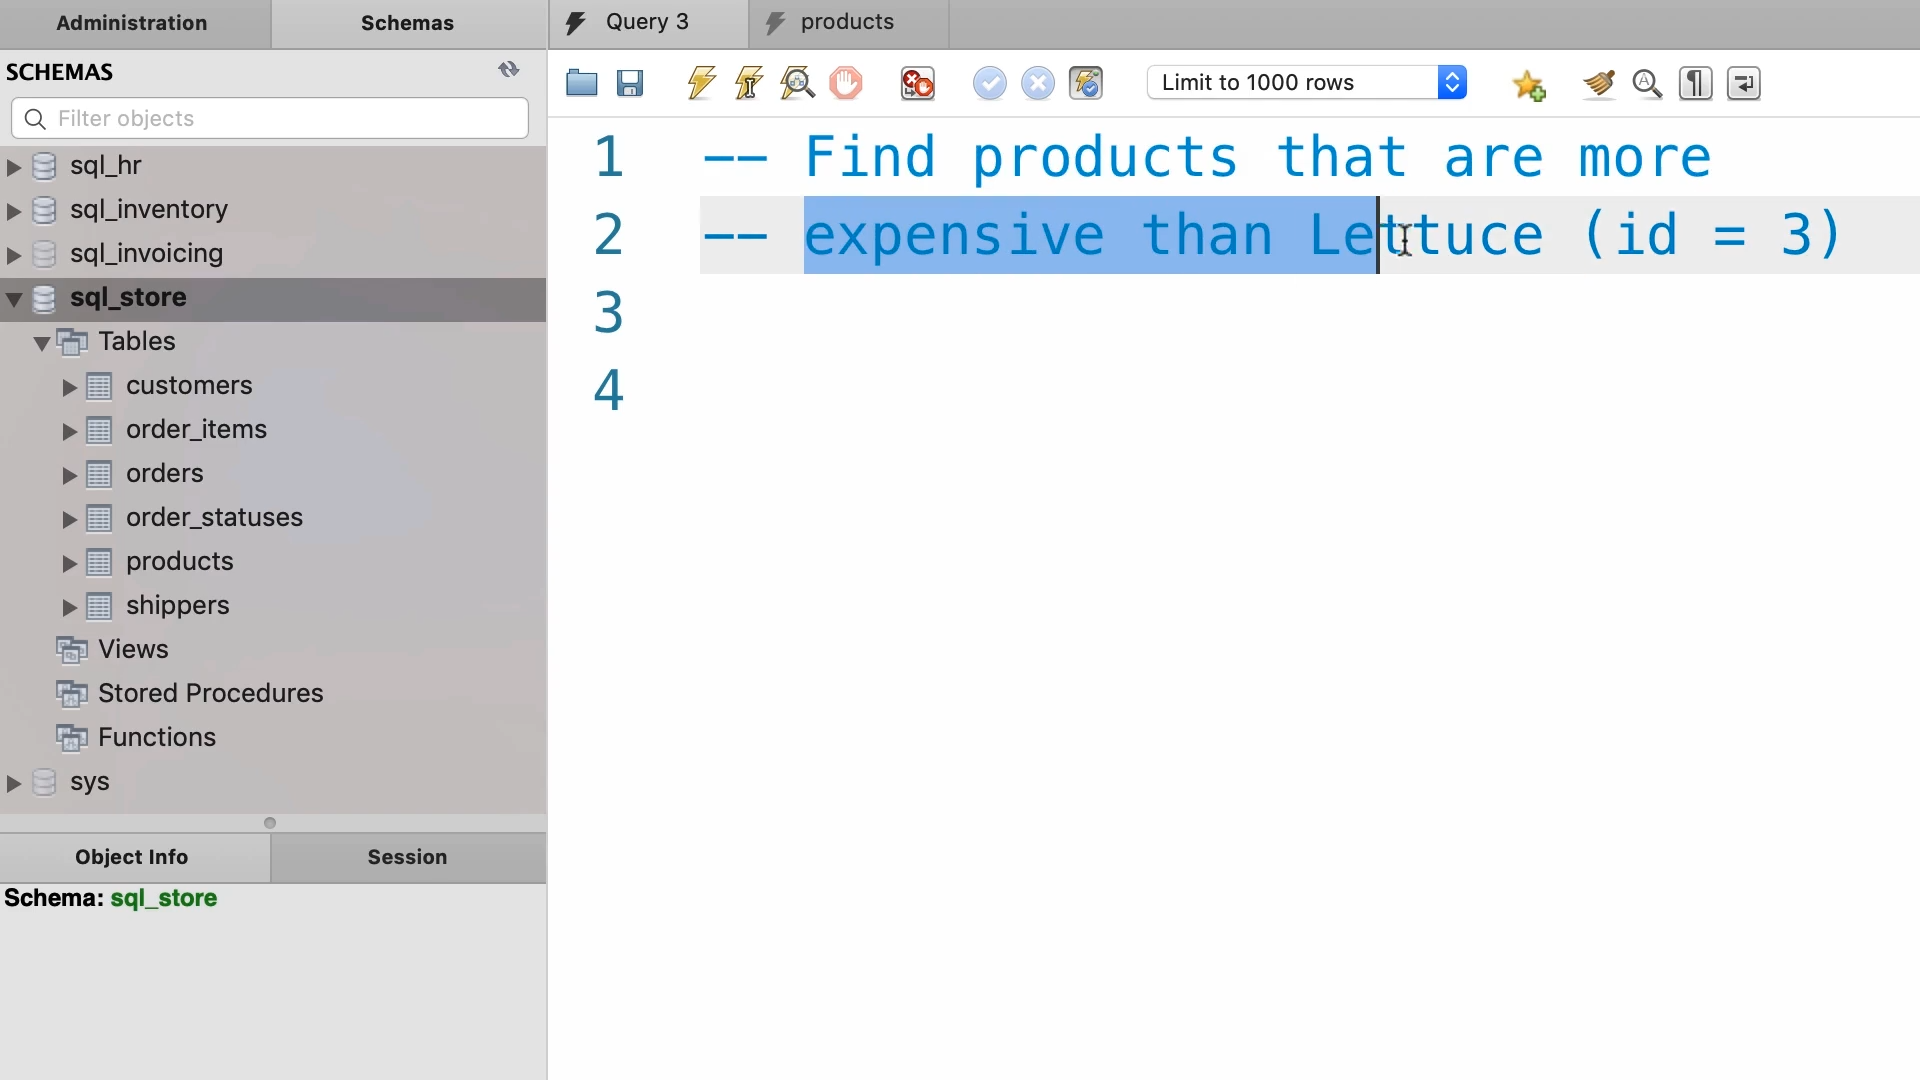 Administration
Schemas
Query 3
products
SCHEMAS
Filter objects
Limit to 1000 rows
sql_hr
sql_inventory
sql_invoicing
sql_store
Tables
customers
order_items
orders
order_statuses
products
shippers
Views
Stored Procedures
Functions
sys
1 -- Find products that are more
2 -- expensive than Lettuce (id = 3)
3
4
Object Info
Session
Schema: sql_store